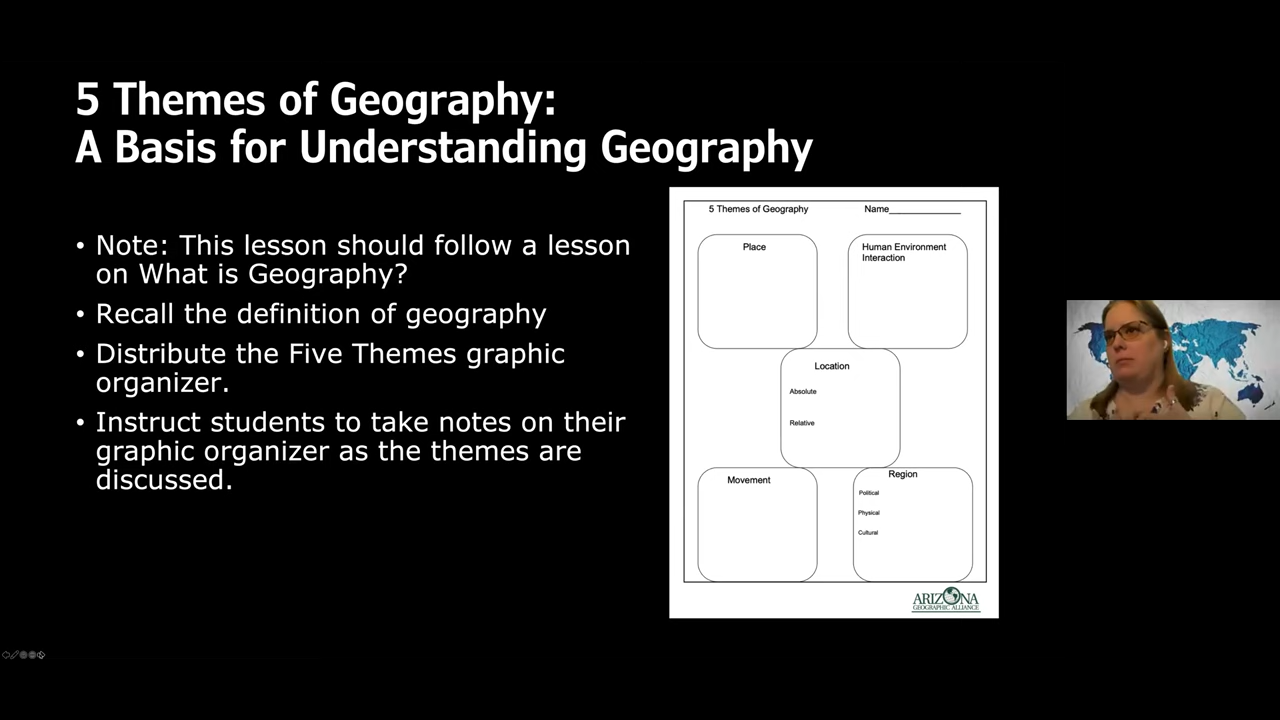 5 Themes of Geography:
A Basis for Understanding Geography
• Note: This lesson should follow a lesson
on What is Geography?
• Recall the definition of geography
• Distribute the Five Themes graphic
organizer.
• Instruct students to take notes on their
graphic organizer as the themes are
discussed.
5 Themes of Geography Name_______________
Place
Human Environment
Interaction
Location
Absolute
Relative
Movement
Region
Political
Physical
Cultural
ARIZONA
GEOGRAPHIC ALLIANCE